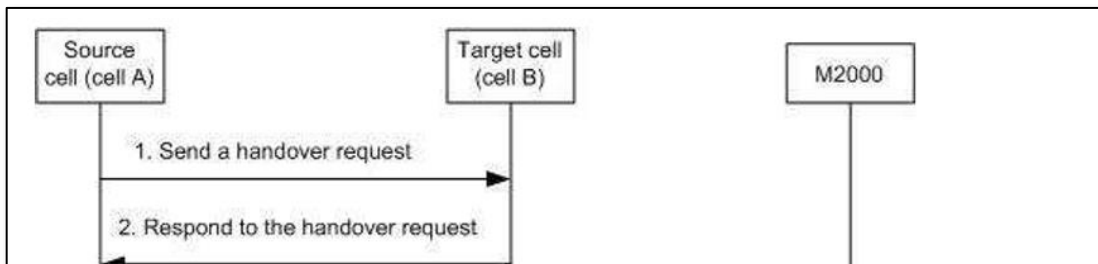 Source
cell (cell A)
Target cell
(cell B)
M2000
1. Send a handover request
2. Respond to the handover request